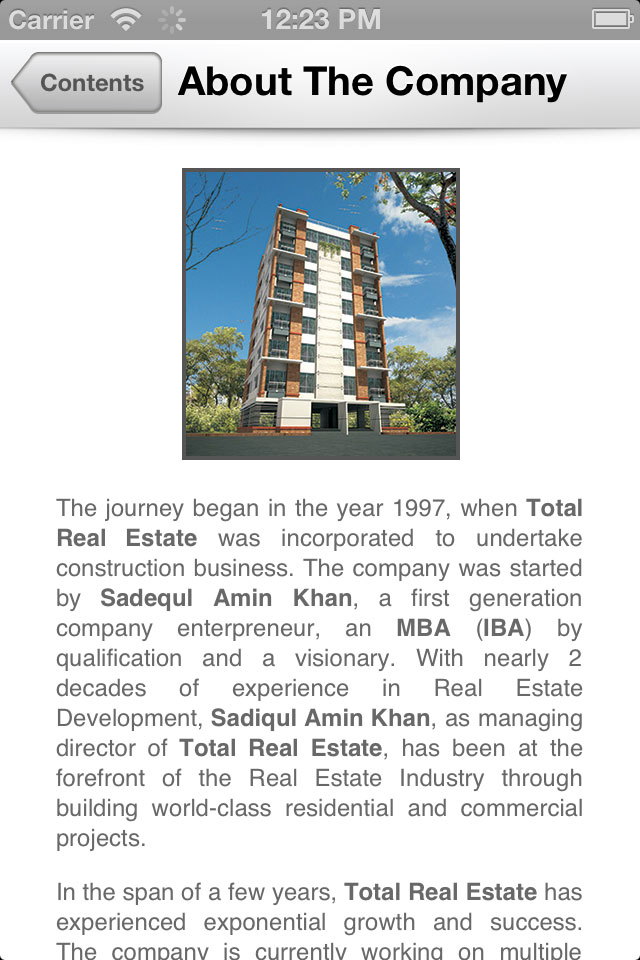 Carrier 12:23 PM
Contents About The Company
The journey began in the year 1997, when Total
Real Estate was incorporated to undertake
construction business. The company was started
by Sadequl Amin Khan, a first generation
company enterpreneur, an MBA (IBA) by
qualification and a visionary. With nearly 2
decades of experience in Real Estate
Development, Sadiqul Amin Khan, as managing
director of Total Real Estate, has been at the
forefront of the Real Estate Industry through
building world-class residential and commercial
projects.
In the span of a few years, Total Real Estate has
experienced exponential growth and success.
The company is currently working on multiple